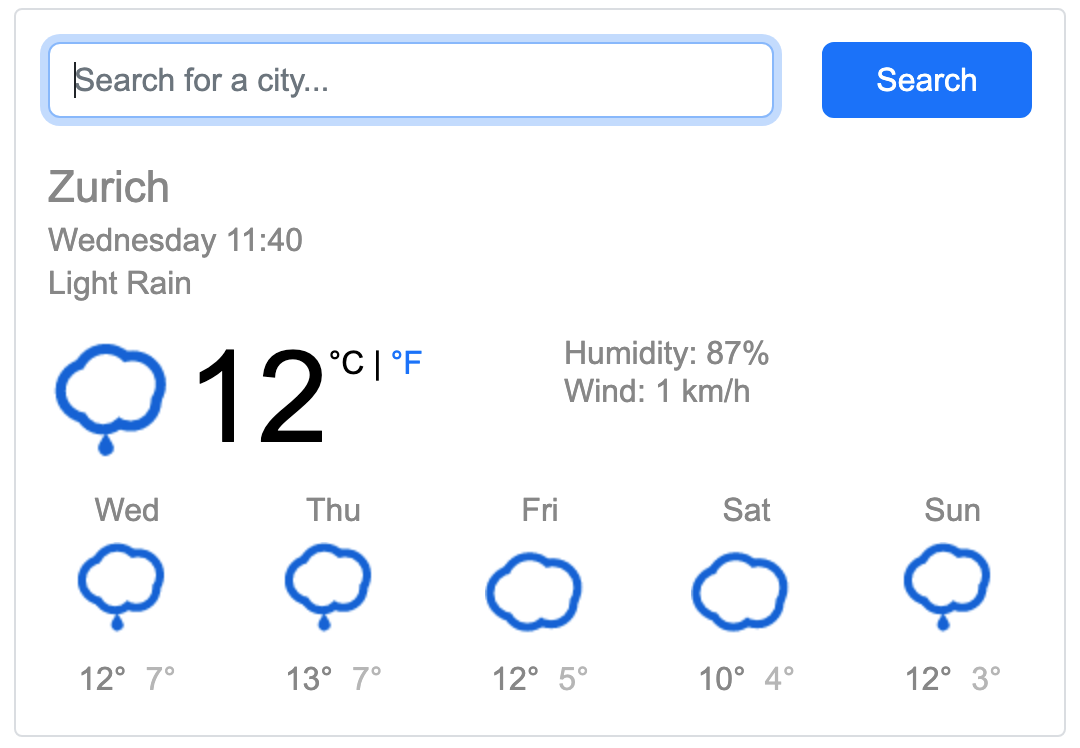 Search for a city...
Search
Zurich
Wednesday 11:40
Light Rain
12 °C | °F
Humidity: 87%
Wind: 1 km/h
Wed Thu Fri Sat Sun
12° 7° 13° 7° 12° 5° 10° 4° 12° 3°